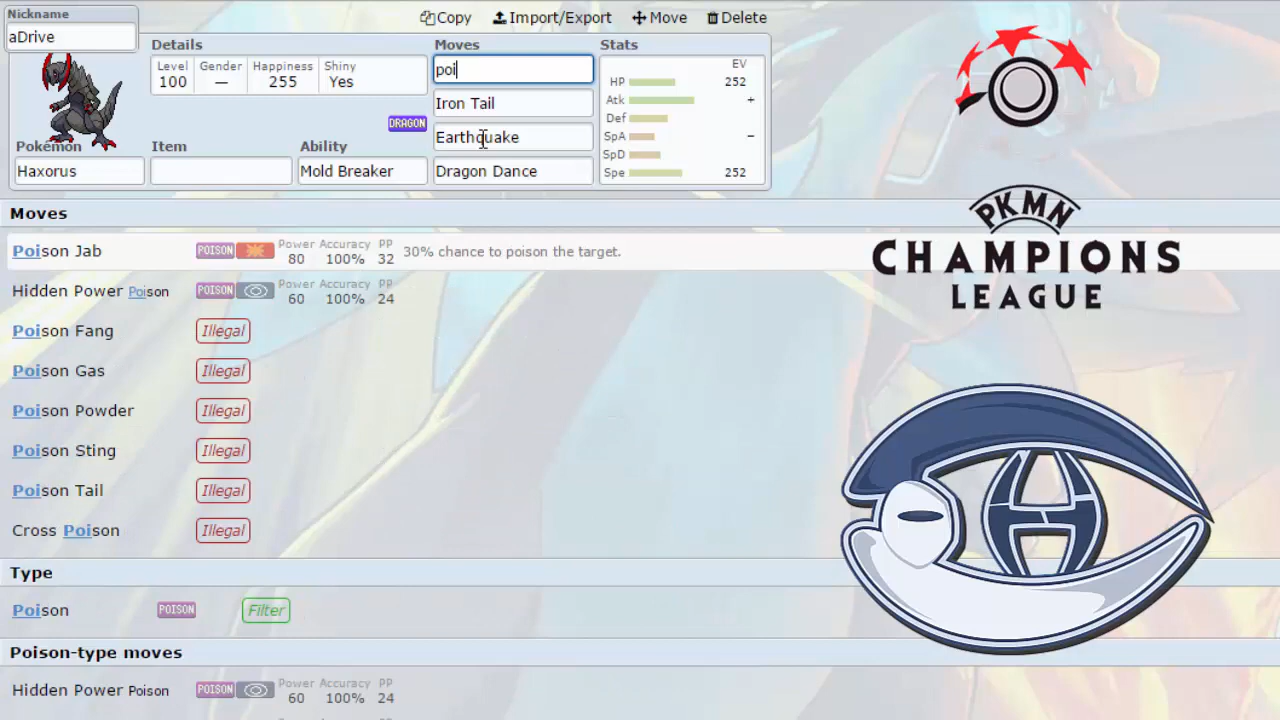 Nickname
aDrive
Copy Import/Export Move Delete
Details
Level Gender Happiness Shiny
100 — 255 Yes
DRAGON
Pokémon
Haxorus
Item
Ability
Mold Breaker
Moves
poi
Iron Tail
Earthquake
Dragon Dance
Stats
EV
HP 252
Atk +
Def
SpA −
SpD
Spe 252
PKMN
CHAMPIONS
LEAGUE
Moves
Poison Jab POISON Power 80 Accuracy 100% PP 32 30% chance to poison the target.
Hidden Power Poison POISON Power 60 Accuracy 100% PP 24
Poison Fang Illegal
Poison Gas Illegal
Poison Powder Illegal
Poison Sting Illegal
Poison Tail Illegal
Cross Poison Illegal
Type
Poison POISON Filter
Poison-type moves
Hidden Power Poison POISON Power 60 Accuracy 100% PP 24